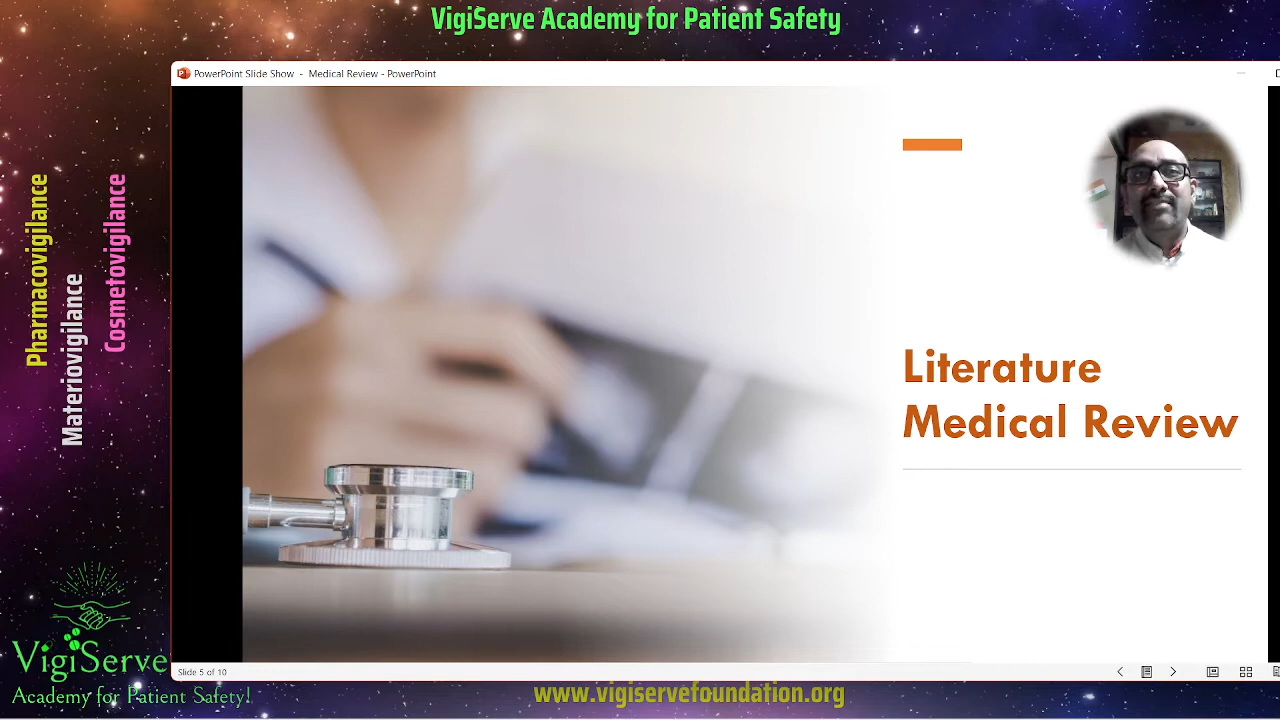 VigiServe Academy for Patient Safety
PowerPoint Slide Show - Medical Review - PowerPoint
Pharmacovigilance
Materiovigilance
Cosmetovigilance
Literature
Medical Review
Slide 5 of 10
VigiServe
Academy for Patient Safety!
www.vigiservefoundation.org